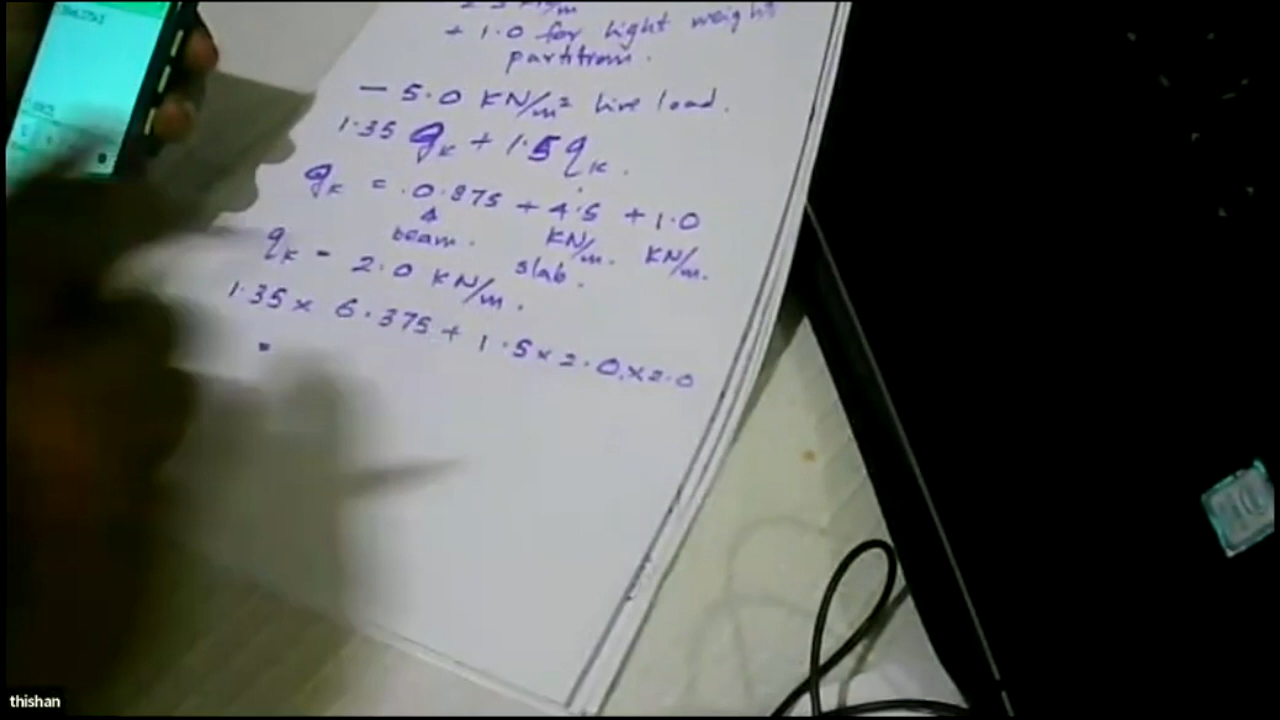 + 1.0 for light weight
partition.
- 5.0 KN/m² live load.
1.35 gk + 1.5 qk.
gk = 0.875 + 4.5 + 1.0
beam. KN/m. KN/m.
slab.
qk = 2.0 KN/m.
1.35 x 6.375 + 1.5 x 2.0 x 2.0
=
thishan